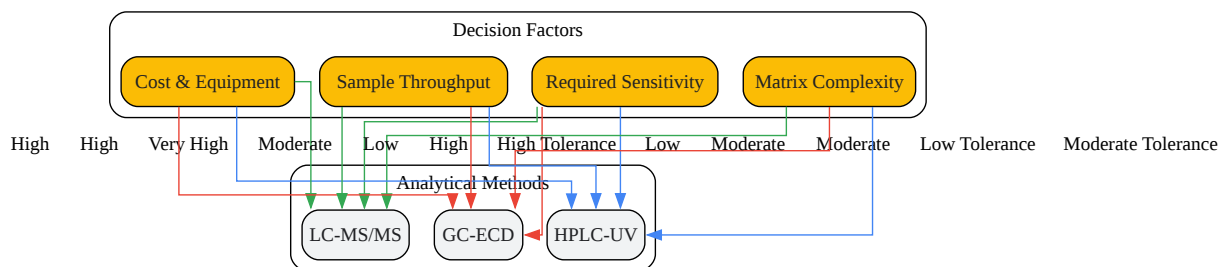 Decision Factors
Cost & Equipment
Sample Throughput
Required Sensitivity
Matrix Complexity
High
High
Very High
Moderate
Low
High
High Tolerance
Low
Moderate
Moderate
Low Tolerance
Moderate Tolerance
Analytical Methods
LC-MS/MS
GC-ECD
HPLC-UV